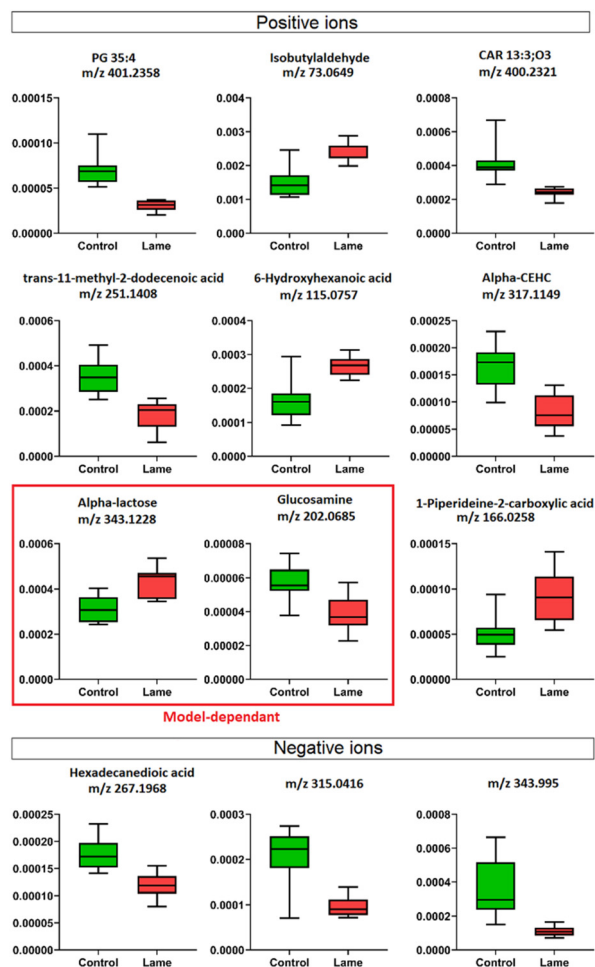 Positive ions
PG 35:4
m/z 401.2358
0.00015
0.00010
0.00005
0.00000
Control Lame
Isobutylaldehyde
m/z 73.0649
0.004
0.003
0.002
0.001
0.000
Control Lame
CAR 13:3;O3
m/z 400.2321
0.0008
0.0006
0.0004
0.0002
0.0000
Control Lame
trans-11-methyl-2-dodecenoic acid
m/z 251.1408
0.0006
0.0004
0.0002
0.0000
Control Lame
6-Hydroxyhexanoic acid
m/z 115.0757
0.0004
0.0003
0.0002
0.0001
0.0000
Control Lame
Alpha-CEHC
m/z 317.1149
0.00025
0.00020
0.00015
0.00010
0.00005
0.00000
Control Lame
Alpha-lactose
m/z 343.1228
0.0006
0.0004
0.0002
0.0000
Control Lame
Glucosamine
m/z 202.0685
0.00008
0.00006
0.00004
0.00002
0.00000
Control Lame
1-Piperideine-2-carboxylic acid
m/z 166.0258
0.00015
0.00010
0.00005
0.00000
Control Lame
Model-dependant
Negative ions
Hexadecanedioic acid
m/z 267.1968
0.00025
0.00020
0.00015
0.00010
0.00005
0.00000
Control Lame
m/z 315.0416
0.0003
0.0002
0.0001
0.0000
Control Lame
m/z 343.995
0.0008
0.0006
0.0004
0.0002
0.0000
Control Lame